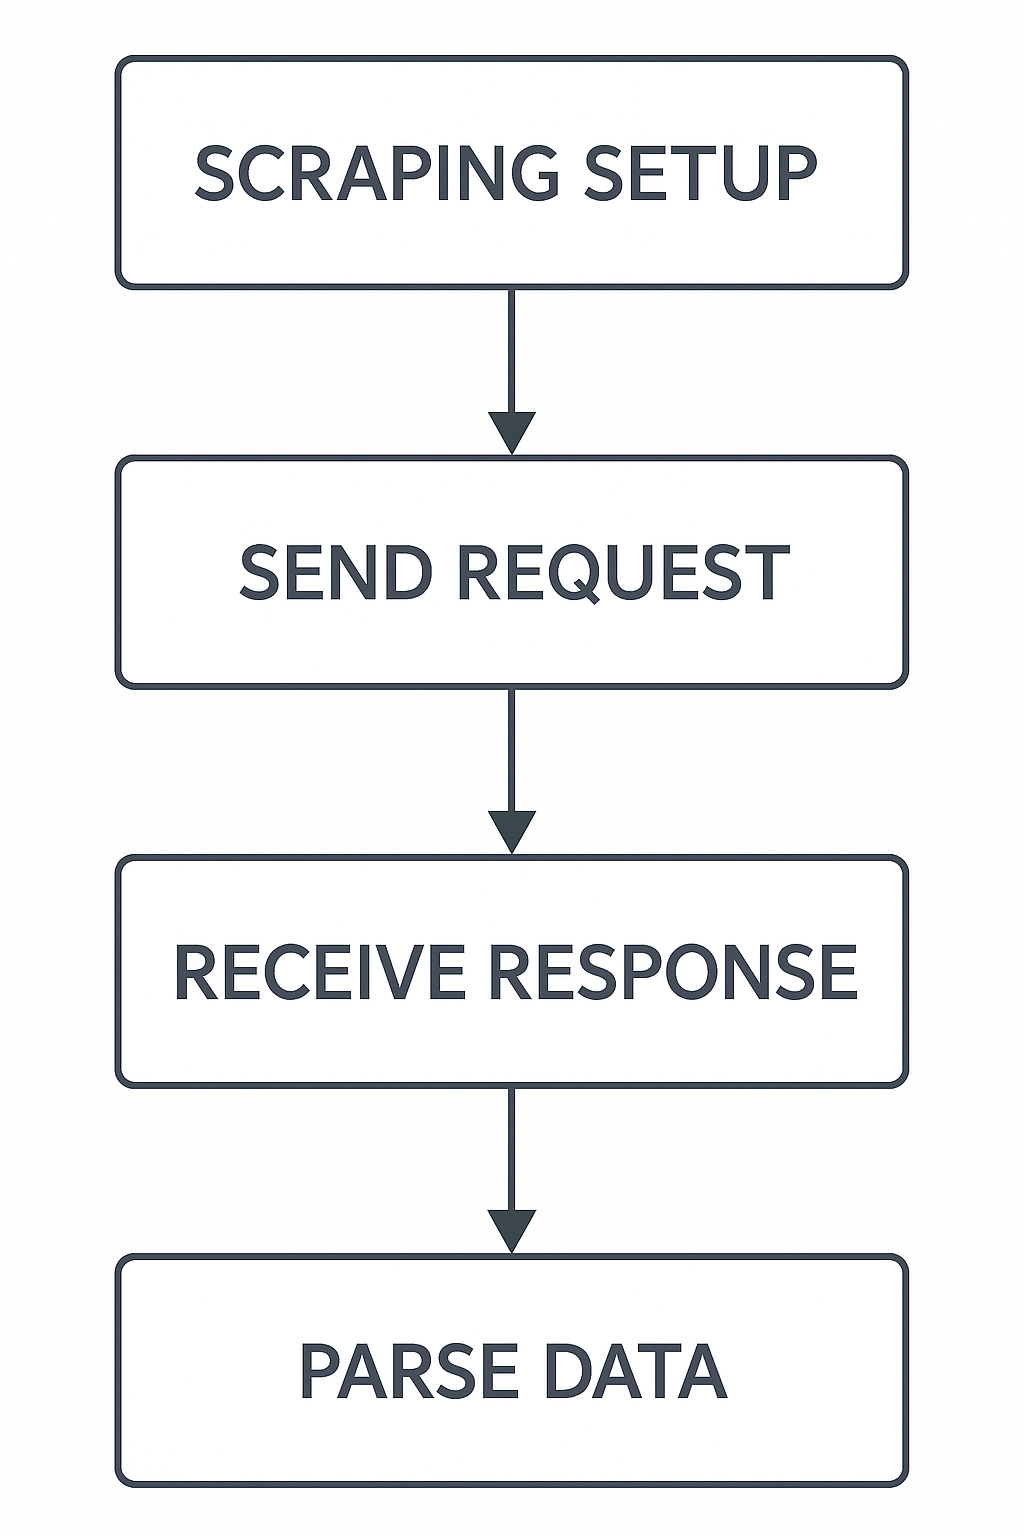 SCRAPING SETUP
SEND REQUEST
RECEIVE RESPONSE
PARSE DATA